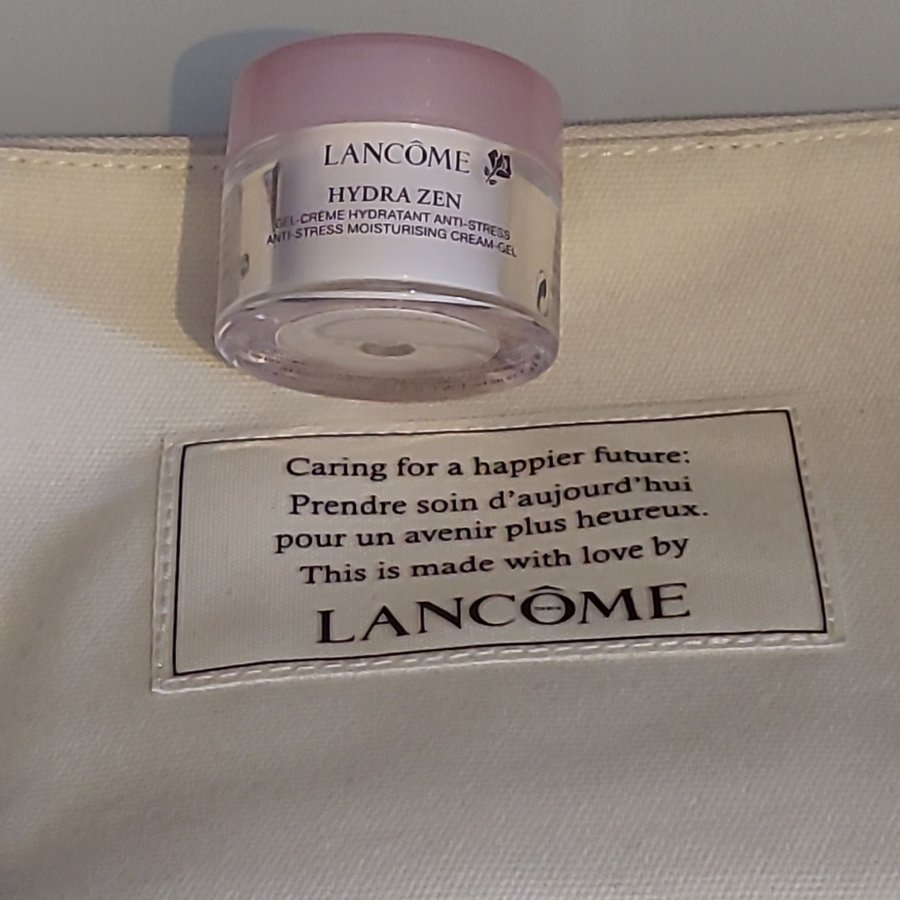 LANCÔME
HYDRA ZEN
GEL-CRÈME HYDRATANT ANTI-STRESS
ANTI-STRESS MOISTURISING CREAM-GEL
Caring for a happier future:
Prendre soin d'aujourd'hui
pour un avenir plus heureux.
This is made with love by
LANCÔME